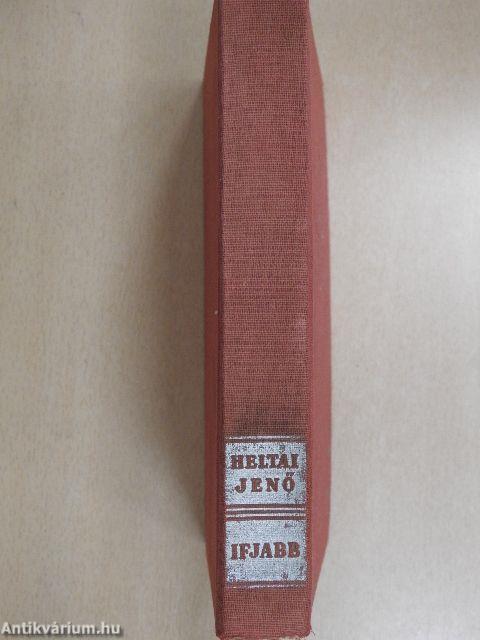 HELTAI
JENŐ
IFJABB
Antikvárium.hu